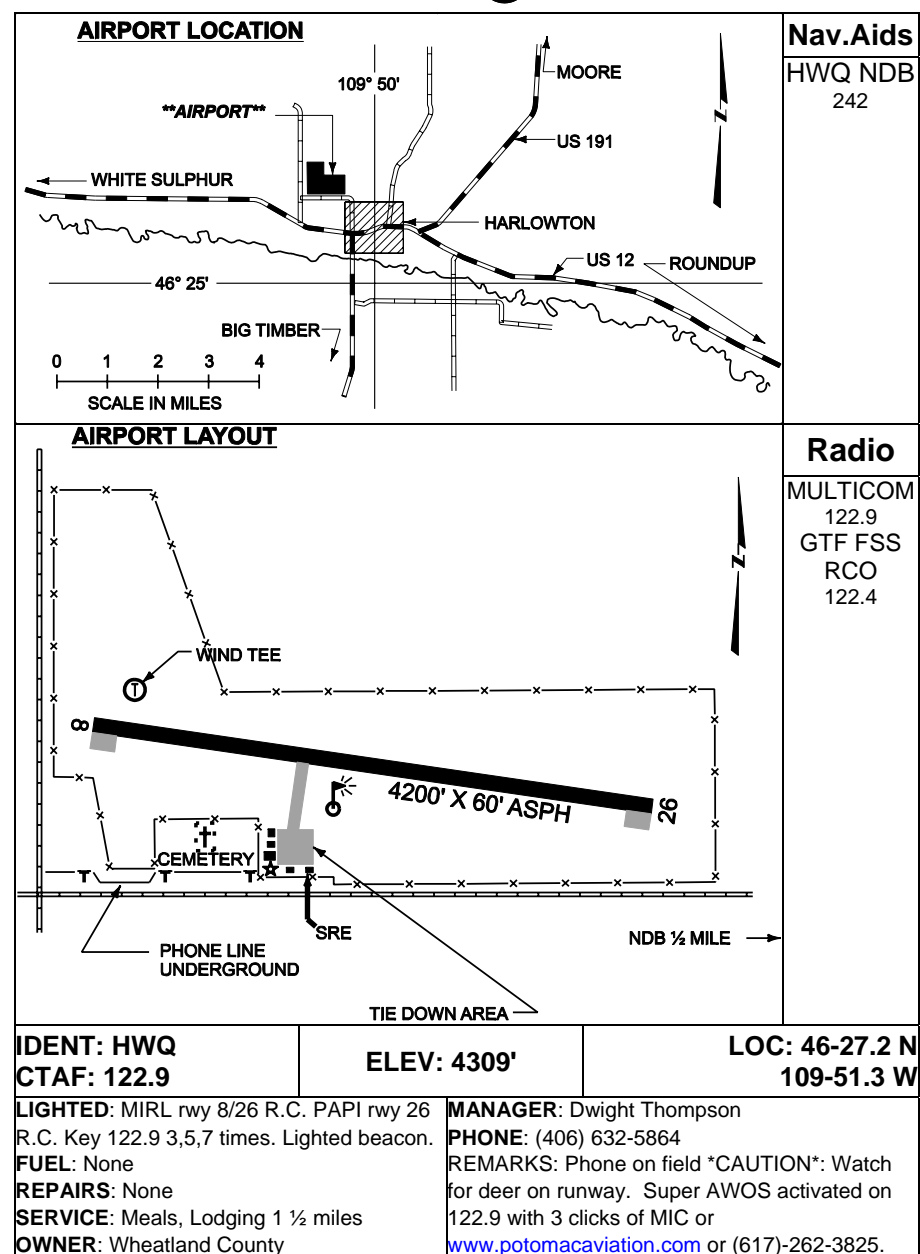 AIRPORT LOCATION
Nav.Aids
HWQ NDB
242
MOORE
109° 50'
**AIRPORT**
N
US 191
WHITE SULPHUR
HARLOWTON
US 12
ROUNDUP
46° 25'
BIG TIMBER
0 1 2 3 4
SCALE IN MILES
AIRPORT LAYOUT
Radio
MULTICOM
122.9
GTF FSS
RCO
122.4
N
WIND TEE
T
8
4200' X 60' ASPH
26
CEMETERY
T T T
SRE
NDB ½ MILE
PHONE LINE
UNDERGROUND
TIE DOWN AREA
IDENT: HWQ
CTAF: 122.9
ELEV: 4309'
LOC: 46-27.2 N
109-51.3 W
LIGHTED: MIRL rwy 8/26 R.C. PAPI rwy 26
R.C. Key 122.9 3,5,7 times. Lighted beacon.
FUEL: None
REPAIRS: None
SERVICE: Meals, Lodging 1 ½ miles
OWNER: Wheatland County
MANAGER: Dwight Thompson
PHONE: (406) 632-5864
REMARKS: Phone on field *CAUTION*: Watch
for deer on runway. Super AWOS activated on
122.9 with 3 clicks of MIC or
www.potomacaviation.com or (617)-262-3825.